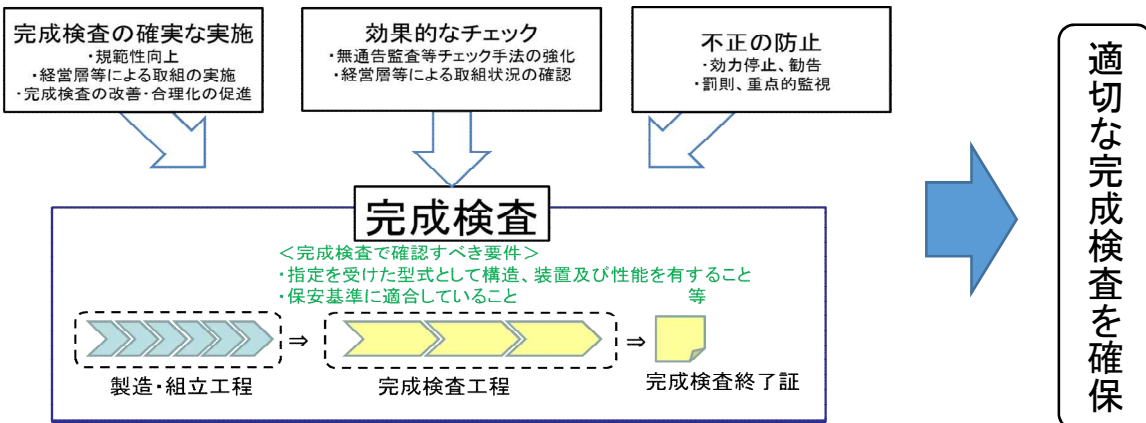 完成検査の確実な実施
・規範性向上
・経営層等による取組の実施
・完成検査の改善・合理化の促進
効果的なチェック
・無通告監査等チェック手法の強化
・経営層等による取組状況の確認
不正の防止
・効力停止、勧告
・罰則、重点的監視
完成検査
＜完成検査で確認すべき要件＞
・指定を受けた型式として構造、装置及び性能を有すること
・保安基準に適合していること 等
⇒ ⇒
製造・組立工程
完成検査工程
完成検査終了証
適切な完成検査を確保